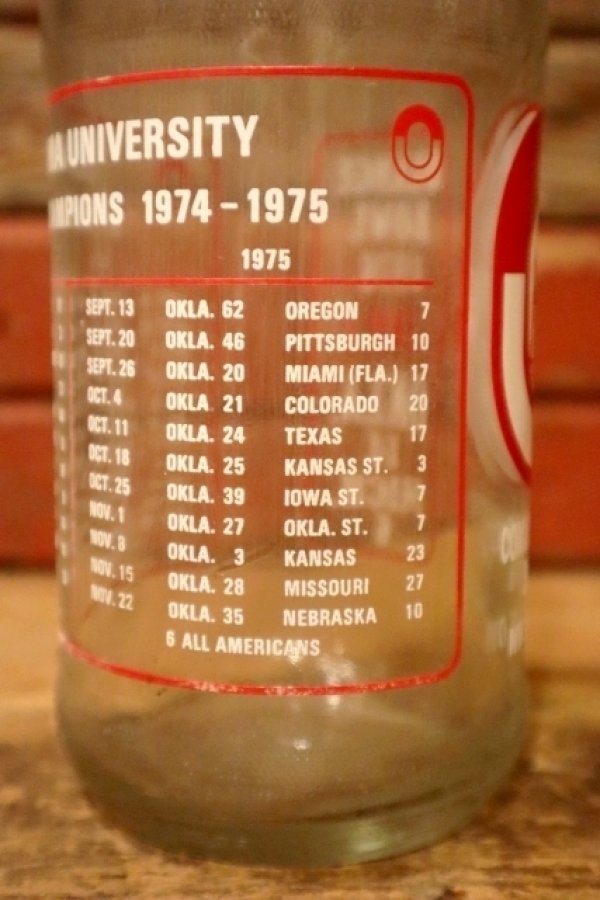 UNIVERSITY
1974 - 1975
1975
SEPT. 13 OKLA. 62 OREGON 7
SEPT. 20 OKLA. 46 PITTSBURGH 10
SEPT. 26 OKLA. 20 MIAMI (FLA.) 17
OCT. 4 OKLA 21 COLORADO 20
OCT. 11 OKLA. 24 TEXAS 17
OCT. 18 OKLA. 25 KANSAS ST. 3
OCT. 25 OKLA. 39 IOWA ST. 7
NOV. 1 OKLA. 27 OKLA. ST. 7
NOV. 8 OKLA. 3 KANSAS 23
NOV. 15 OKLA. 28 MISSOURI 27
NOV. 22 OKLA. 35 NEBRASKA 10
6 ALL AMERICANS